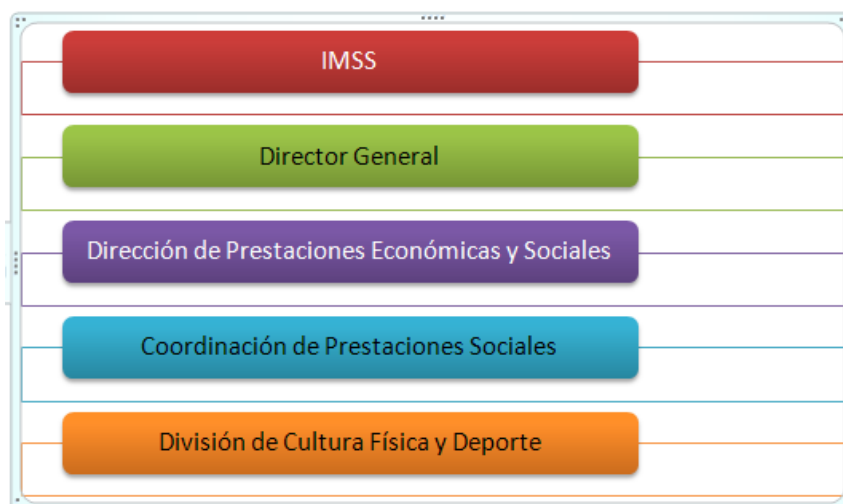 IMSS
Director General
Dirección de Prestaciones Económicas y Sociales
Coordinación de Prestaciones Sociales
División de Cultura Física y Deporte